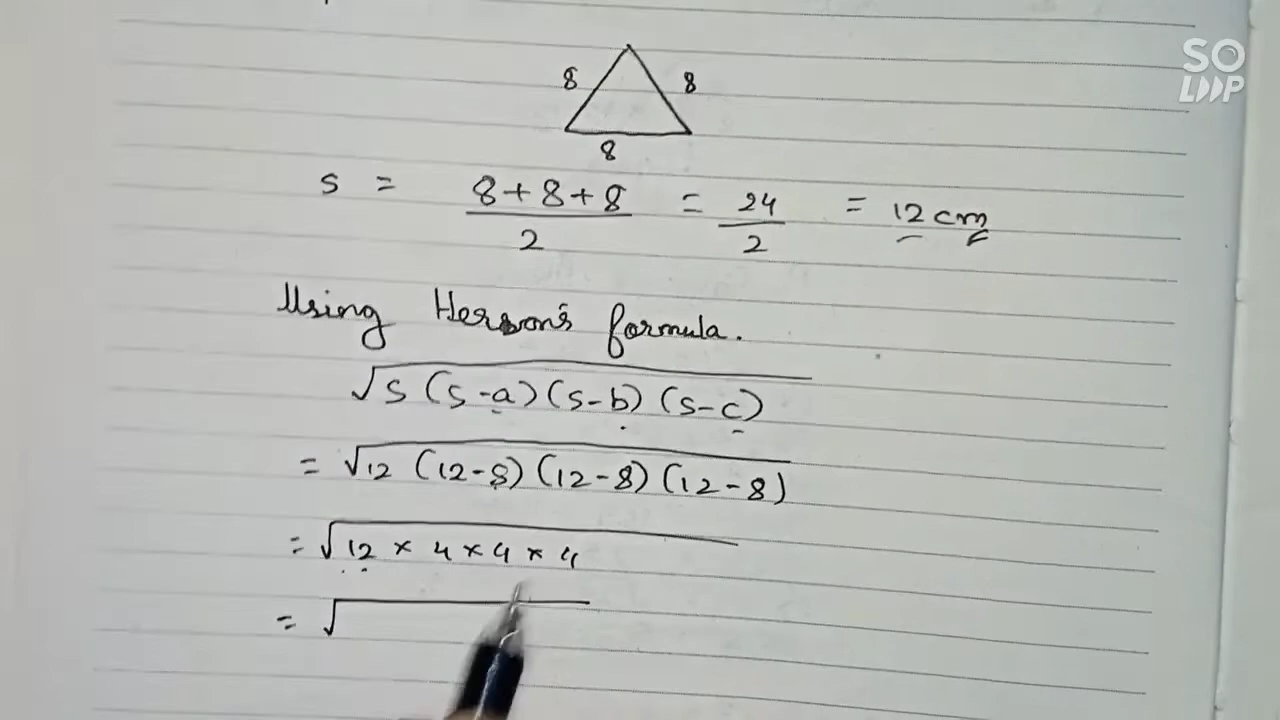 SO
LOOP
8 8
8
s = 8+8+8/2 = 24/2 = 12 cm
Using Heron's formula.
√s (s-a) (s-b) (s-c)
= √12 (12-8) (12-8) (12-8)
= √12 × 4 × 4 × 4
= √